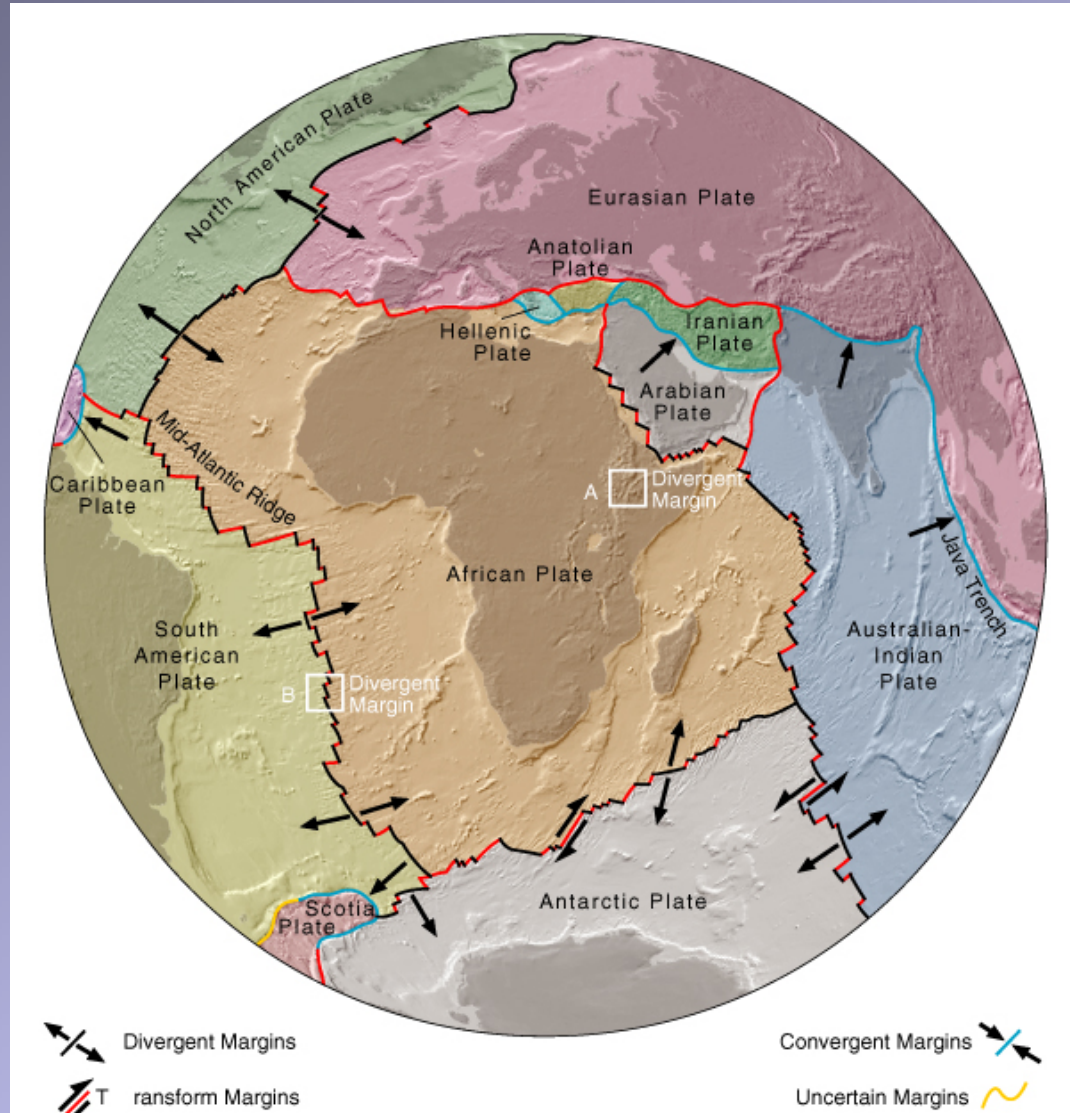 North American Plate
Eurasian Plate
Anatolian
Plate
Hellenic
Plate
Iranian
Plate
Arabian
Plate
Mid-Atlantic Ridge
Caribbean
Plate
A
Divergent
Margin
Java Trench
African Plate
South
American
Plate
Australian-
Indian
Plate
B
Divergent
Margin
Scotia
Plate
Antarctic Plate
Divergent Margins
Convergent Margins
T ransform Margins
Uncertain Margins